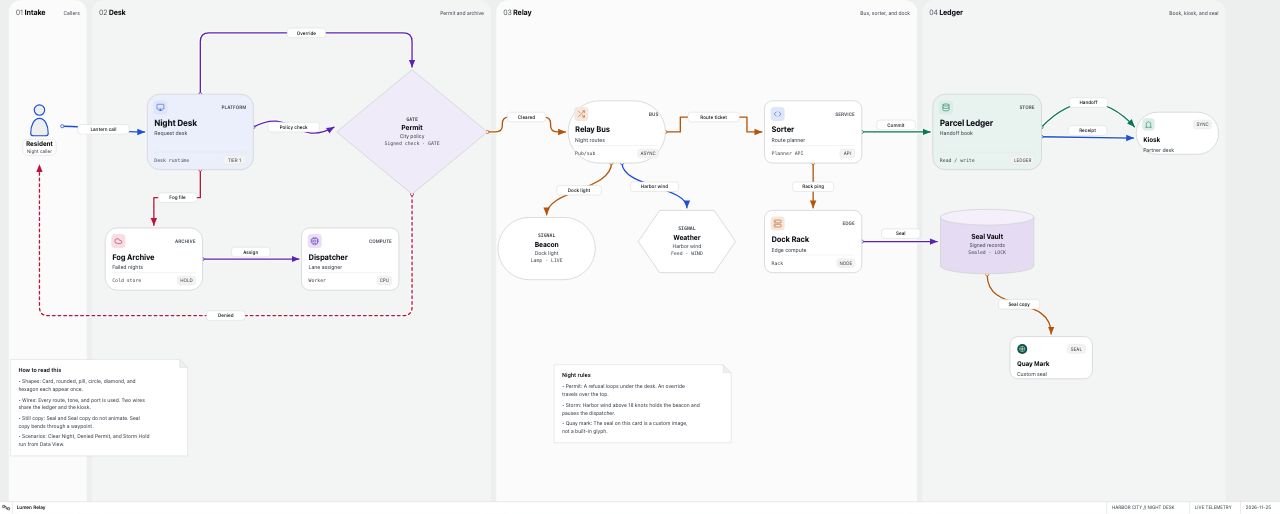 01 Intake
Callers
02 Desk
Permit and archive
03 Relay
Bus, sorter, and dock
04 Ledger
Book, kiosk, and seal
Override
Resident
Night caller
Lantern call
PLATFORM
Night Desk
Request desk
Desk runtime
TIER 1
Policy check
GATE
Permit
City policy
Signed check · GATE
Cleared
BUS
Relay Bus
Night routes
Pub/sub
ASYNC
Route ticket
SERVICE
Sorter
Route planner
Planner API
API
Commit
STORE
Parcel Ledger
Handoff book
Read / write
LEDGER
Handoff
Receipt
SYNC
Kiosk
Partner desk
Fog file
Dock light
Harbor wind
Rack ping
ARCHIVE
Fog Archive
Failed nights
Cold store
HOLD
Assign
COMPUTE
Dispatcher
Lane assigner
Worker
CPU
SIGNAL
Beacon
Dock light
Lamp · LIVE
SIGNAL
Weather
Harbor wind
Feed · WIND
EDGE
Dock Rack
Edge compute
Rack
NODE
Seal
Seal Vault
Signed records
Sealed · LOCK
Denied
Seal copy
SEAL
Quay Mark
Custom seal
How to read this
• Shapes: Card, rounded, pill, circle, diamond, and
hexagon each appear once.
• Wires: Every route, tone, and port is used. Two wires
share the ledger and the kiosk.
• Still copy: Seal and Seal copy do not animate. Seal
copy bends through a waypoint.
• Scenarios: Clear Night, Denied Permit, and Storm Hold
run from Data View.
Night rules
• Permit: A refusal loops under the desk. An override
travels over the top.
• Storm: Harbor wind above 18 knots holds the beacon and
pauses the dispatcher.
• Quay mark: The seal on this card is a custom image,
not a built-in glyph.
Lumen Relay
HARBOR CITY // NIGHT DESK
LIVE TELEMETRY
2026-11-25